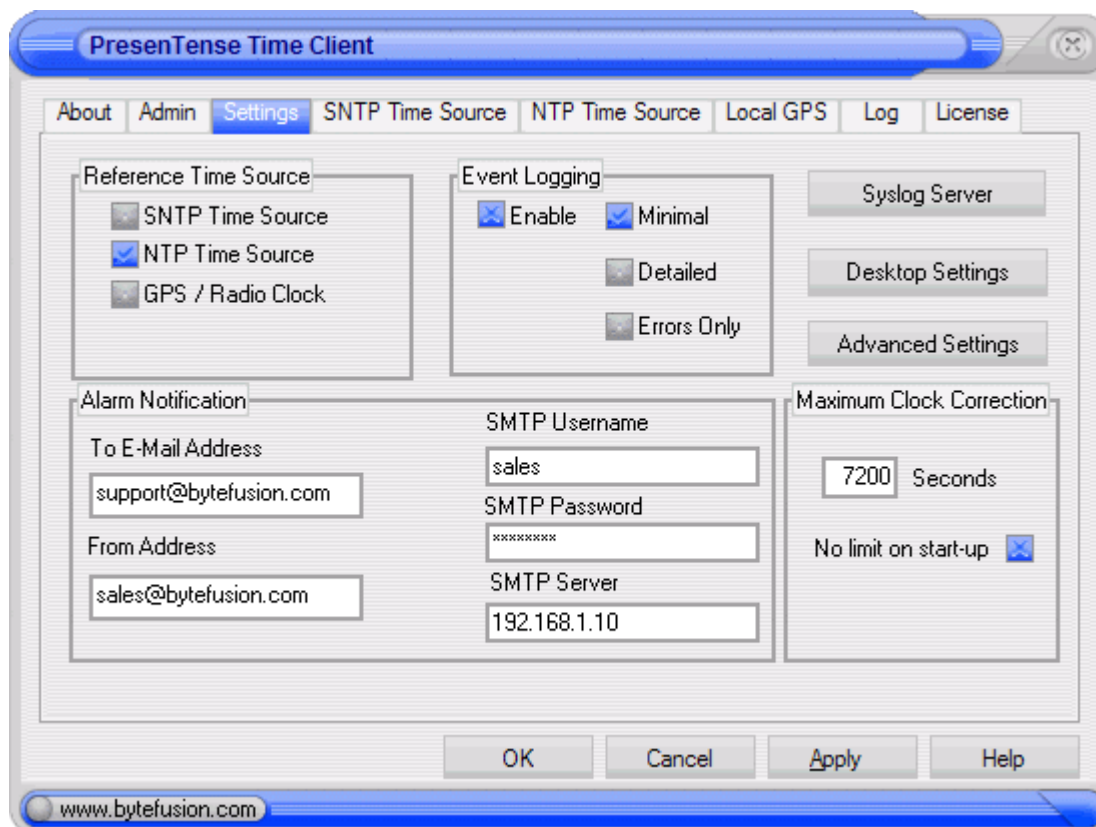 PresenTense Time Client
About Admin Settings SNTP Time Source NTP Time Source Local GPS Log License
Reference Time Source
SNTP Time Source
NTP Time Source
GPS / Radio Clock
Event Logging
Enable Minimal
Detailed
Errors Only
Syslog Server
Desktop Settings
Advanced Settings
Alarm Notification
To E-Mail Address
support@bytefusion.com
From Address
sales@bytefusion.com
SMTP Username
sales
SMTP Password
××××××××
SMTP Server
192.168.1.10
Maximum Clock Correction
7200 Seconds
No limit on start-up
OK Cancel Apply Help
www.bytefusion.com